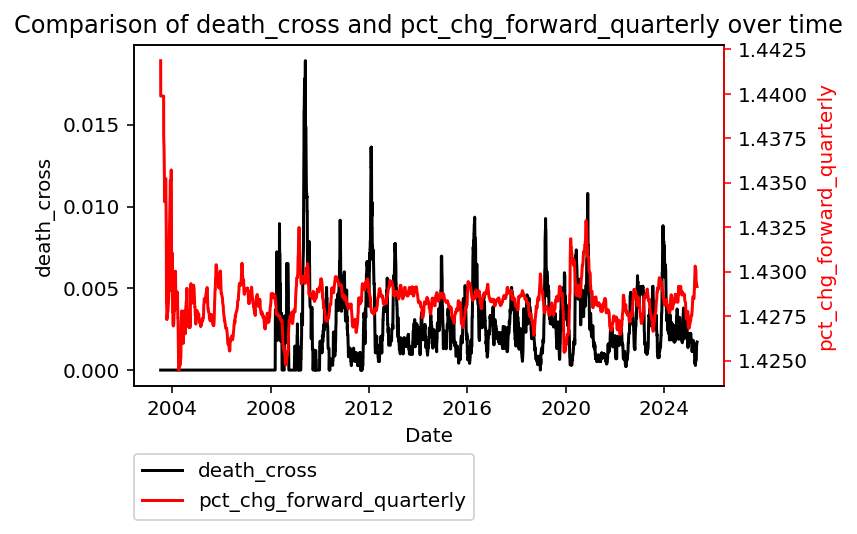 Comparison of death_cross and pct_chg_forward_quarterly over time
death_cross
0.015
0.010
0.005
0.000
1.4425
1.4400
1.4375
1.4350
1.4325
1.4300
1.4275
1.4250
pct_chg_forward_quarterly
2004 2008 2012 2016 2020 2024
Date
death_cross
pct_chg_forward_quarterly